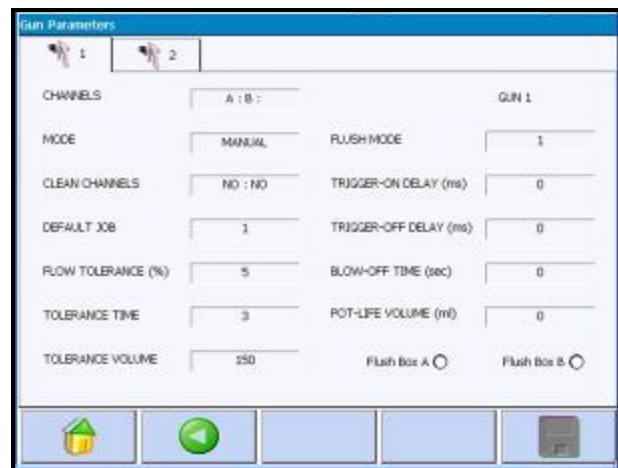 Gun Parameters
1 2
CHANNELS A : B : GUN 1
MODE MANUAL FLUSH MODE 1
CLEAN CHANNELS NO : NO TRIGGER-ON DELAY (ms) 0
DEFAULT JOB 1 TRIGGER-OFF DELAY (ms) 0
FLOW TOLERANCE (%) 5 BLOW-OFF TIME (sec) 0
TOLERANCE TIME 3 POT-LIFE VOLUME (ml) 0
TOLERANCE VOLUME 150 Flush Box A Flush Box B